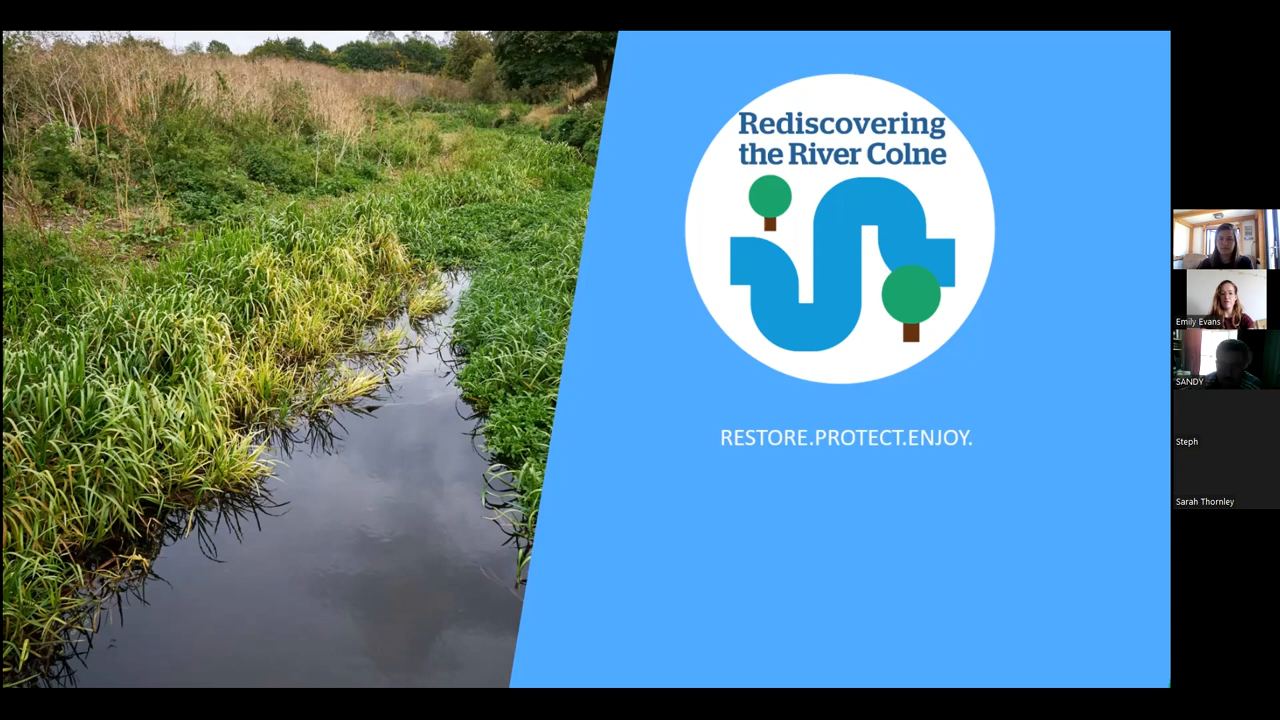 Rediscovering
the River Colne
RESTORE.PROTECT.ENJOY.
Emily Evans
SANDY
Steph
Sarah Thornley